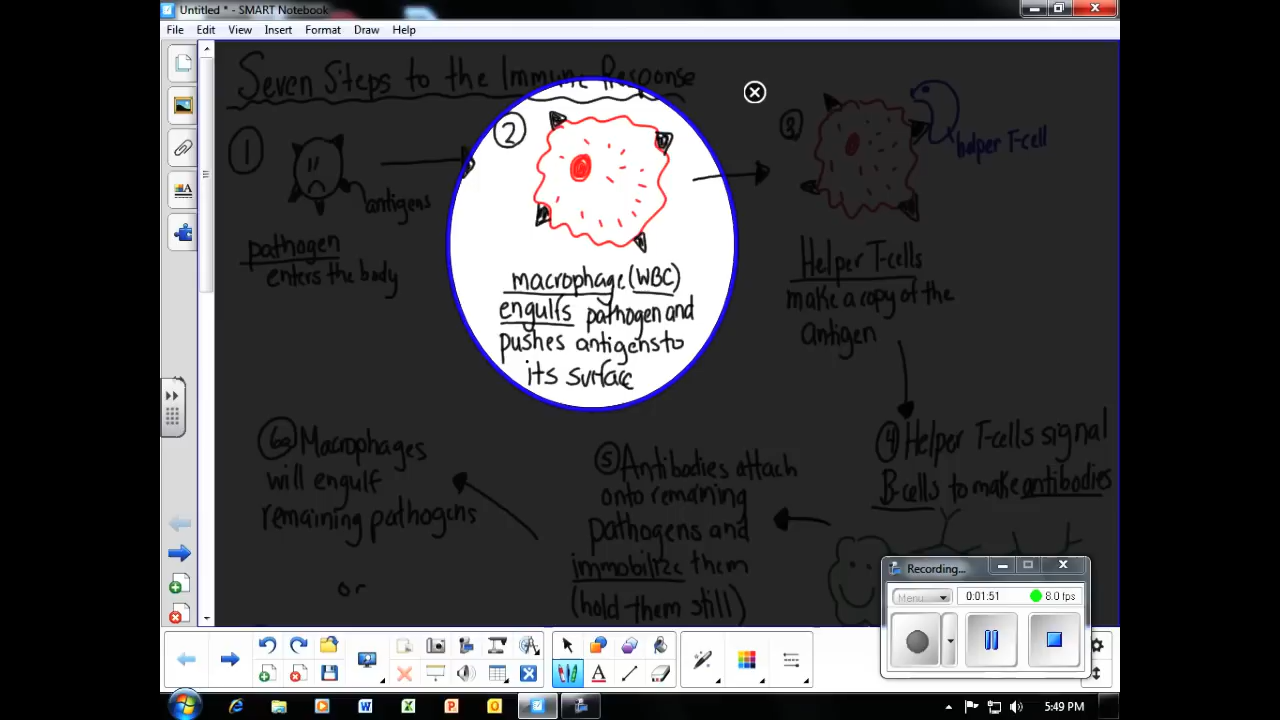 Untitled * - SMART Notebook
File Edit View Insert Format Draw Help
Seven Steps to the Immune Response
1
antigens
pathogen
enters the body
2
macrophage (WBC)
engulfs pathogen and
pushes antigens to
its surface
3
helper T-cell
Helper T-cells
make a copy of the
antigen
4 Helper T-cells signal
B-cells to make antibodies
5 Antibodies attach
onto remaining
pathogens and
immobilize them
(hold them still)
6a Macrophages
will engulf
remaining pathogens
or
Recording...
Menu 0:01:51 8.0 fps
5:49 PM